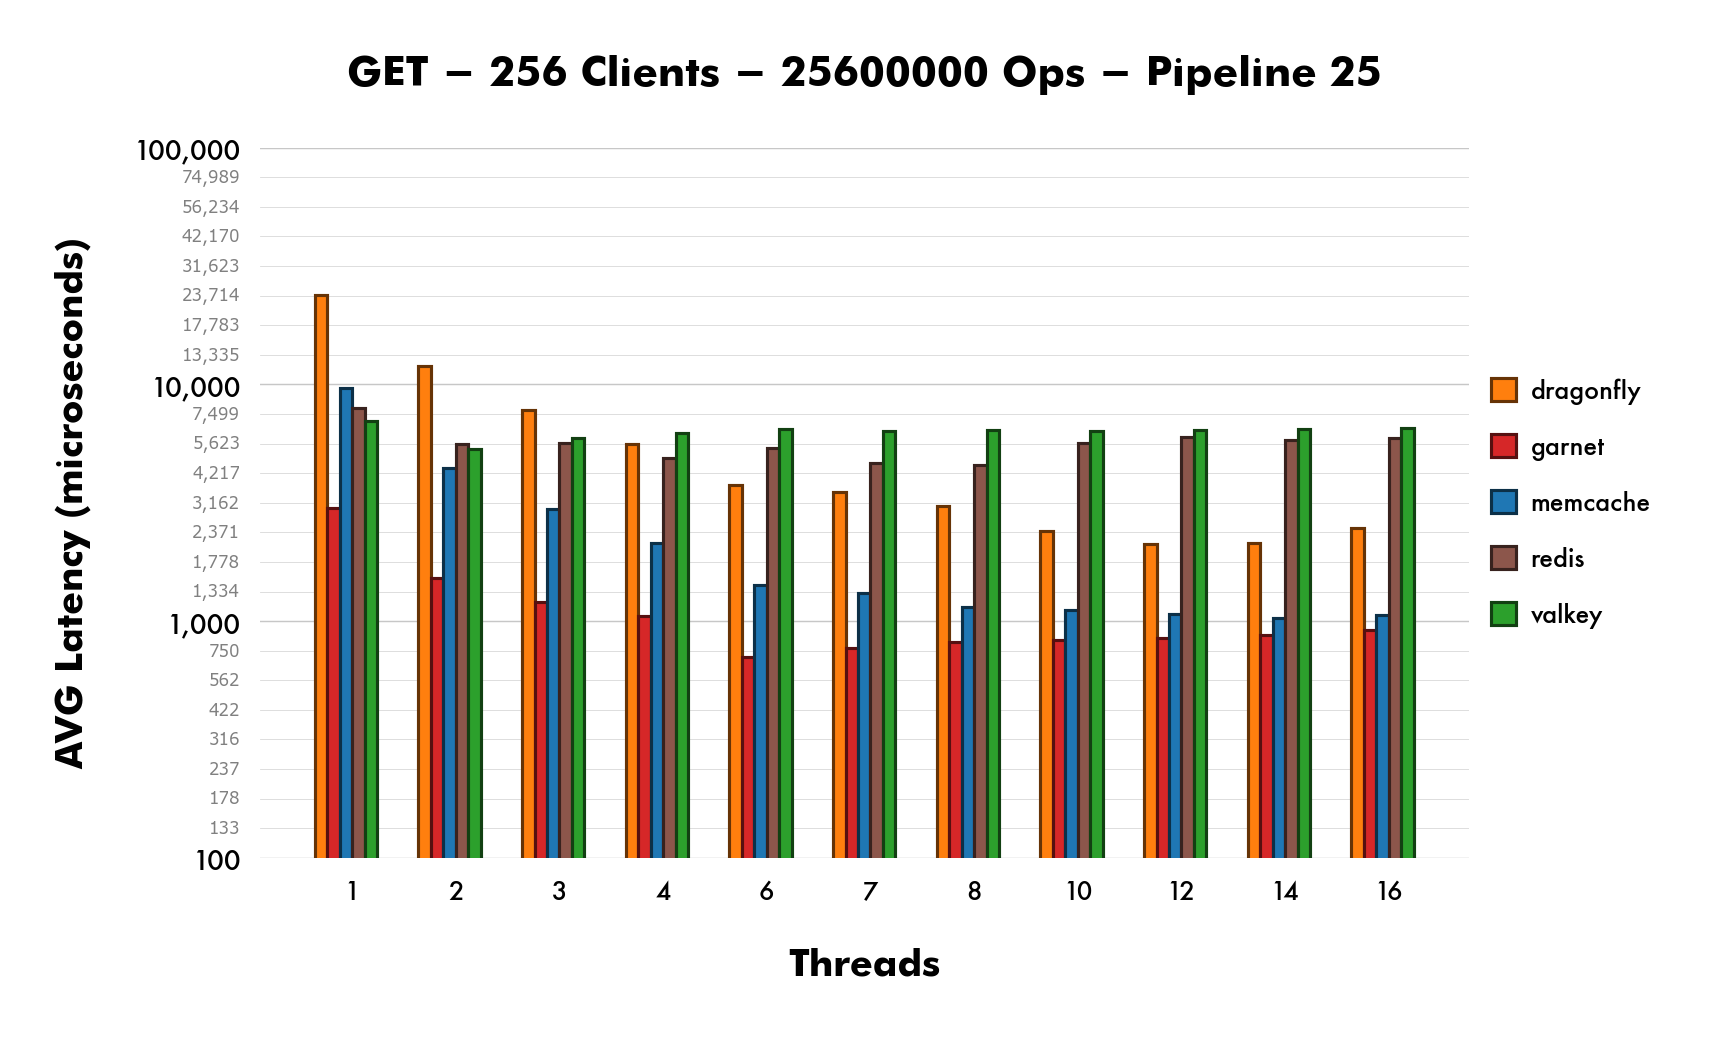 GET – 256 Clients – 25600000 Ops – Pipeline 25
AVG Latency (microseconds)
100,000
74,989
56,234
42,170
31,623
23,714
17,783
13,335
10,000
7,499
5,623
4,217
3,162
2,371
1,778
1,334
1,000
750
562
422
316
237
178
133
100
1 2 3 4 6 7 8 10 12 14 16
Threads
dragonfly
garnet
memcache
redis
valkey